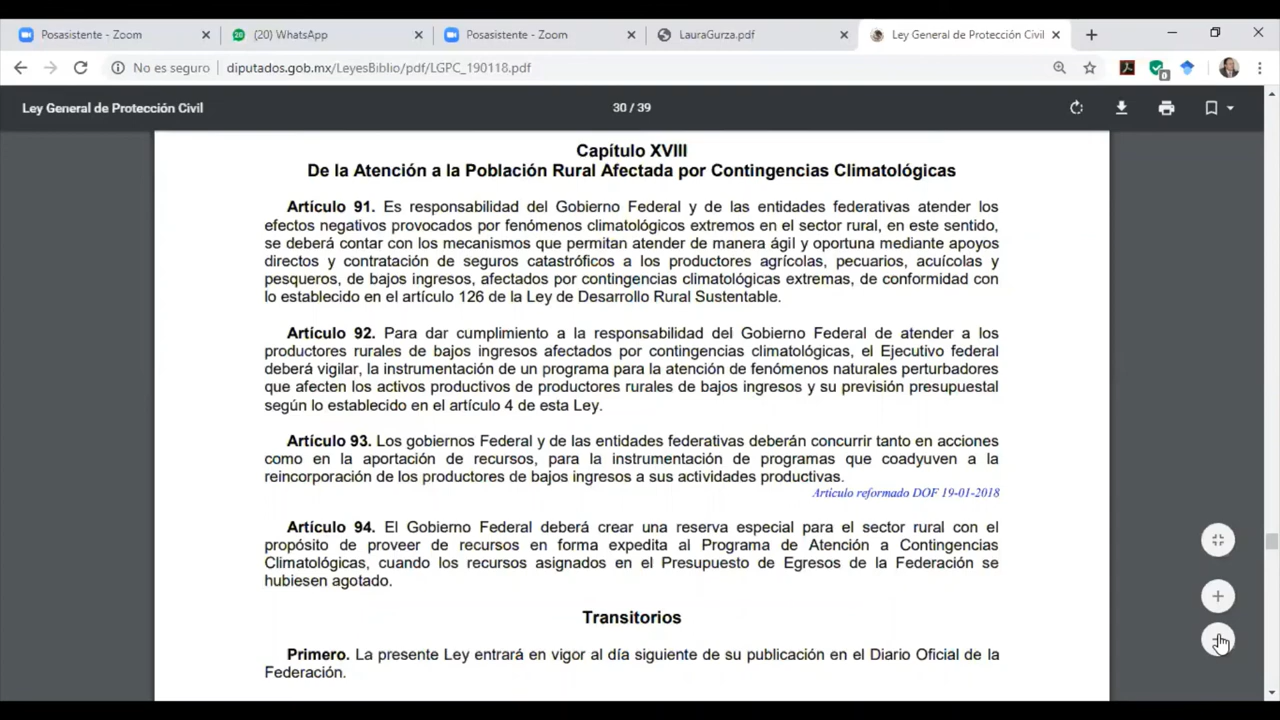 Posasistente - Zoom
(20) WhatsApp
Posasistente - Zoom
LauraGurza.pdf
Ley General de Protección Civil
No es seguro
diputados.gob.mx/LeyesBiblio/pdf/LGPC_190118.pdf
0
Ley General de Protección Civil
30 / 39
Capítulo XVIII
De la Atención a la Población Rural Afectada por Contingencias Climatológicas
Artículo 91. Es responsabilidad del Gobierno Federal y de las entidades federativas atender los
efectos negativos provocados por fenómenos climatológicos extremos en el sector rural, en este sentido,
se deberá contar con los mecanismos que permitan atender de manera ágil y oportuna mediante apoyos
directos y contratación de seguros catastróficos a los productores agrícolas, pecuarios, acuícolas y
pesqueros, de bajos ingresos, afectados por contingencias climatológicas extremas, de conformidad con
lo establecido en el artículo 126 de la Ley de Desarrollo Rural Sustentable.
Artículo 92. Para dar cumplimiento a la responsabilidad del Gobierno Federal de atender a los
productores rurales de bajos ingresos afectados por contingencias climatológicas, el Ejecutivo federal
deberá vigilar, la instrumentación de un programa para la atención de fenómenos naturales perturbadores
que afecten los activos productivos de productores rurales de bajos ingresos y su previsión presupuestal
según lo establecido en el artículo 4 de esta Ley.
Artículo 93. Los gobiernos Federal y de las entidades federativas deberán concurrir tanto en acciones
como en la aportación de recursos, para la instrumentación de programas que coadyuven a la
reincorporación de los productores de bajos ingresos a sus actividades productivas.
Artículo reformado DOF 19-01-2018
Artículo 94. El Gobierno Federal deberá crear una reserva especial para el sector rural con el
propósito de proveer de recursos en forma expedita al Programa de Atención a Contingencias
Climatológicas, cuando los recursos asignados en el Presupuesto de Egresos de la Federación se
hubiesen agotado.
Transitorios
Primero. La presente Ley entrará en vigor al día siguiente de su publicación en el Diario Oficial de la
Federación.